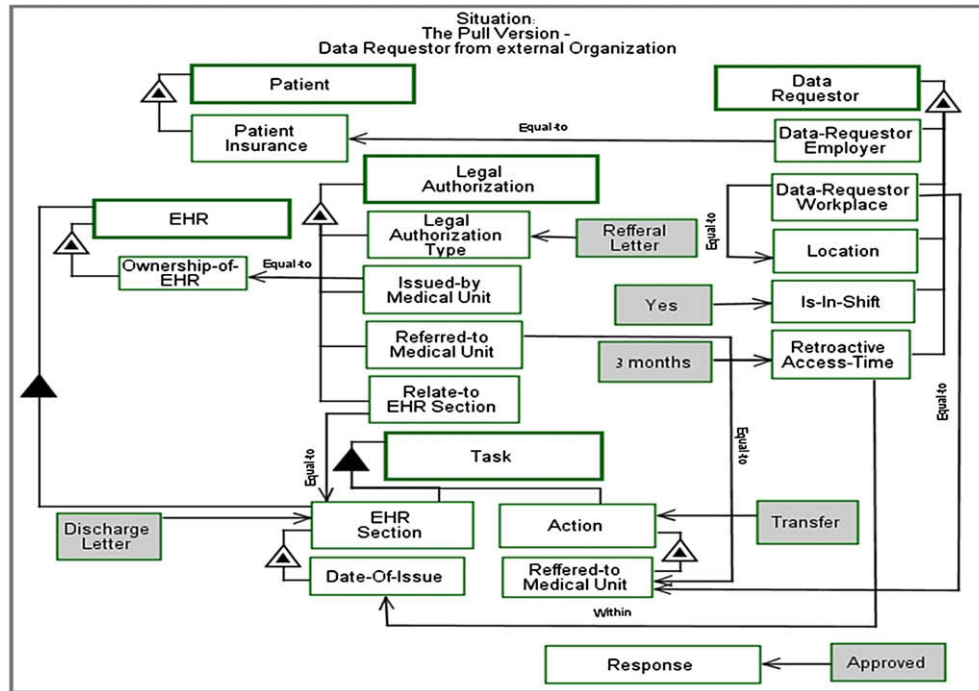 Situation:
The Pull Version -
Data Requestor from external Organization
Patient
Data
Requestor
Patient
Insurance
Equal-to
Data-Requestor
Employer
Legal
Authorization
Data-Requestor
Workplace
EHR
Legal
Authorization
Type
Refferal
Letter
Equal-to
Location
Ownership-of-
EHR
Equal-to
Issued-by
Medical Unit
Yes
Is-In-Shift
Referred-to
Medical Unit
3 months
Retroactive
Access-Time
Relate-to
EHR Section
Equal-to
Equal-to
Equal-to
Task
Discharge
Letter
EHR
Section
Action
Transfer
Date-Of-Issue
Reffered-to
Medical Unit
Within
Response
Approved